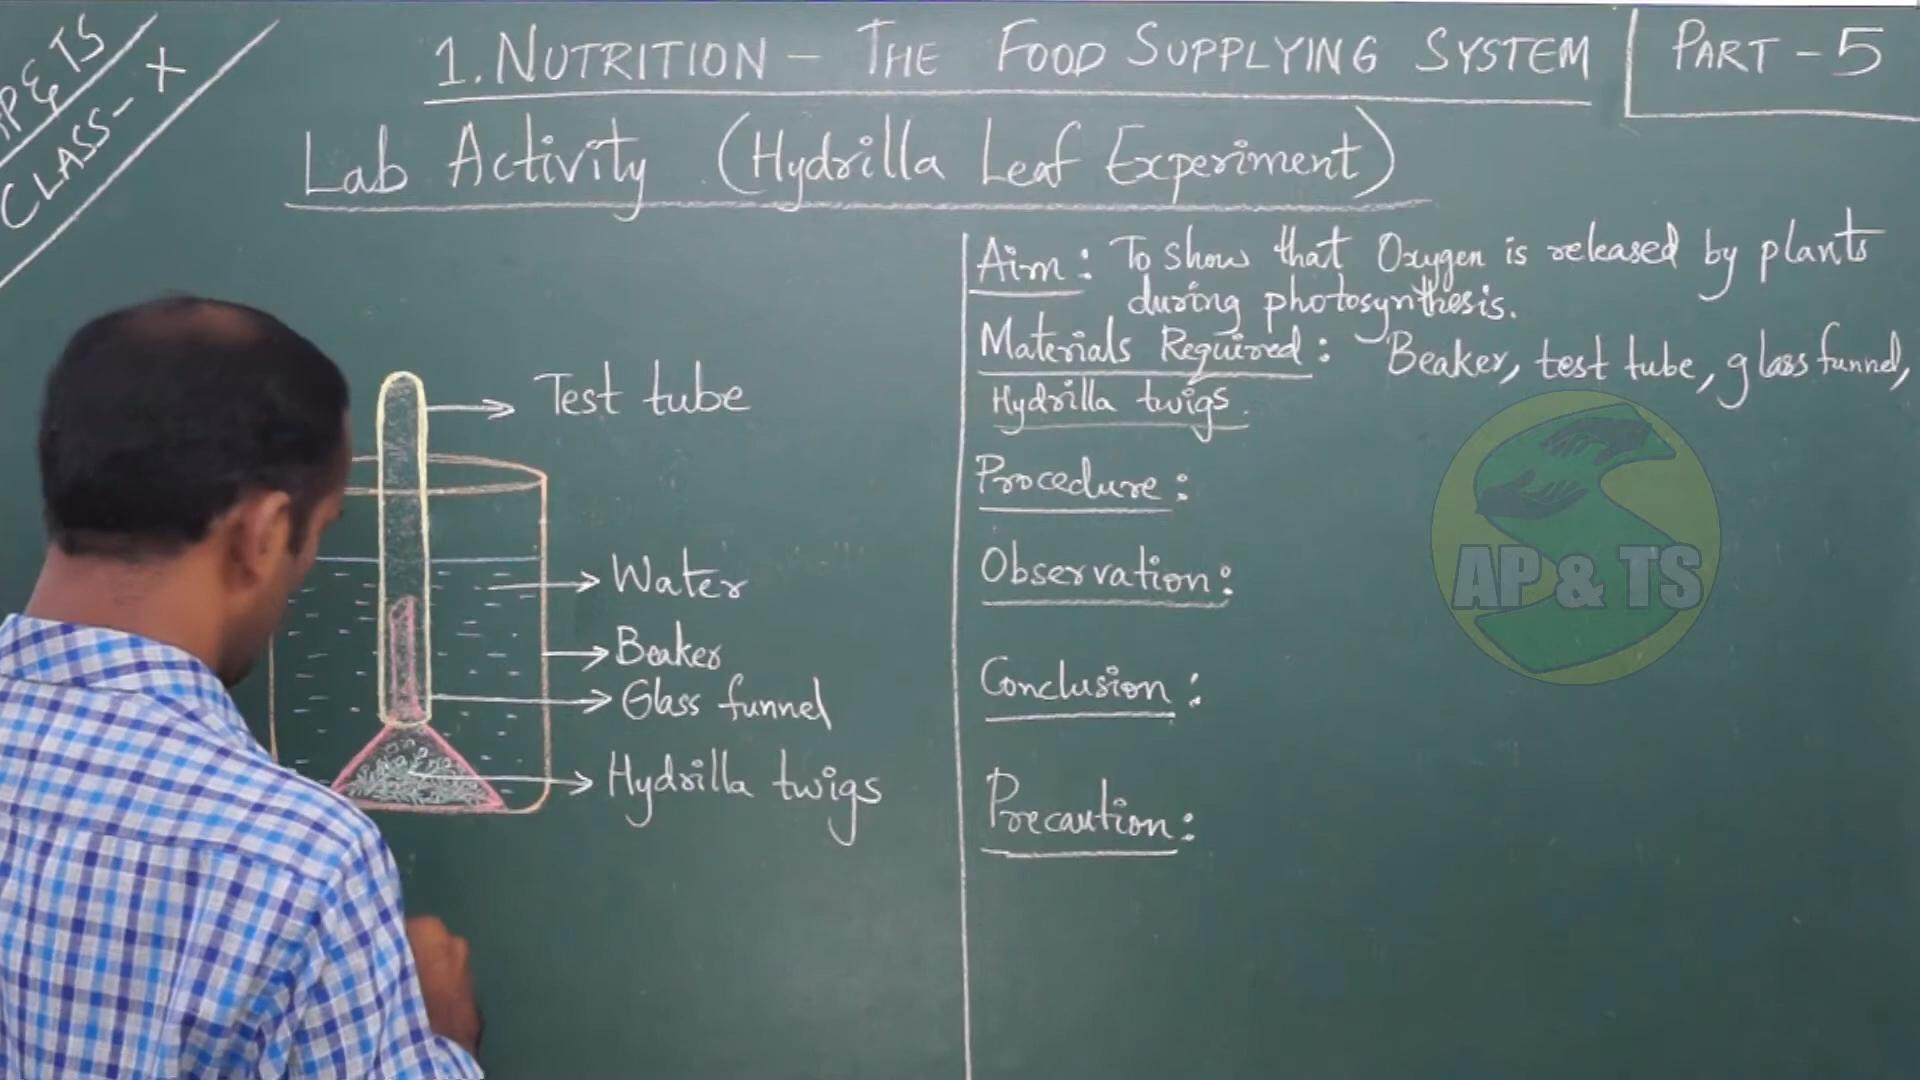 AP & TS
CLASS - X
1. NUTRITION - THE FOOD SUPPLYING SYSTEM
PART - 5
Lab Activity (Hydrilla Leaf Experiment)
Test tube
Water
Beaker
Glass funnel
Hydrilla twigs
Aim: To show that Oxygen is released by plants
during photosynthesis.
Materials Required: Beaker, test tube, glass funnel,
Hydrilla twigs.
Procedure:
Observation:
Conclusion:
Precaution:
AP & TS